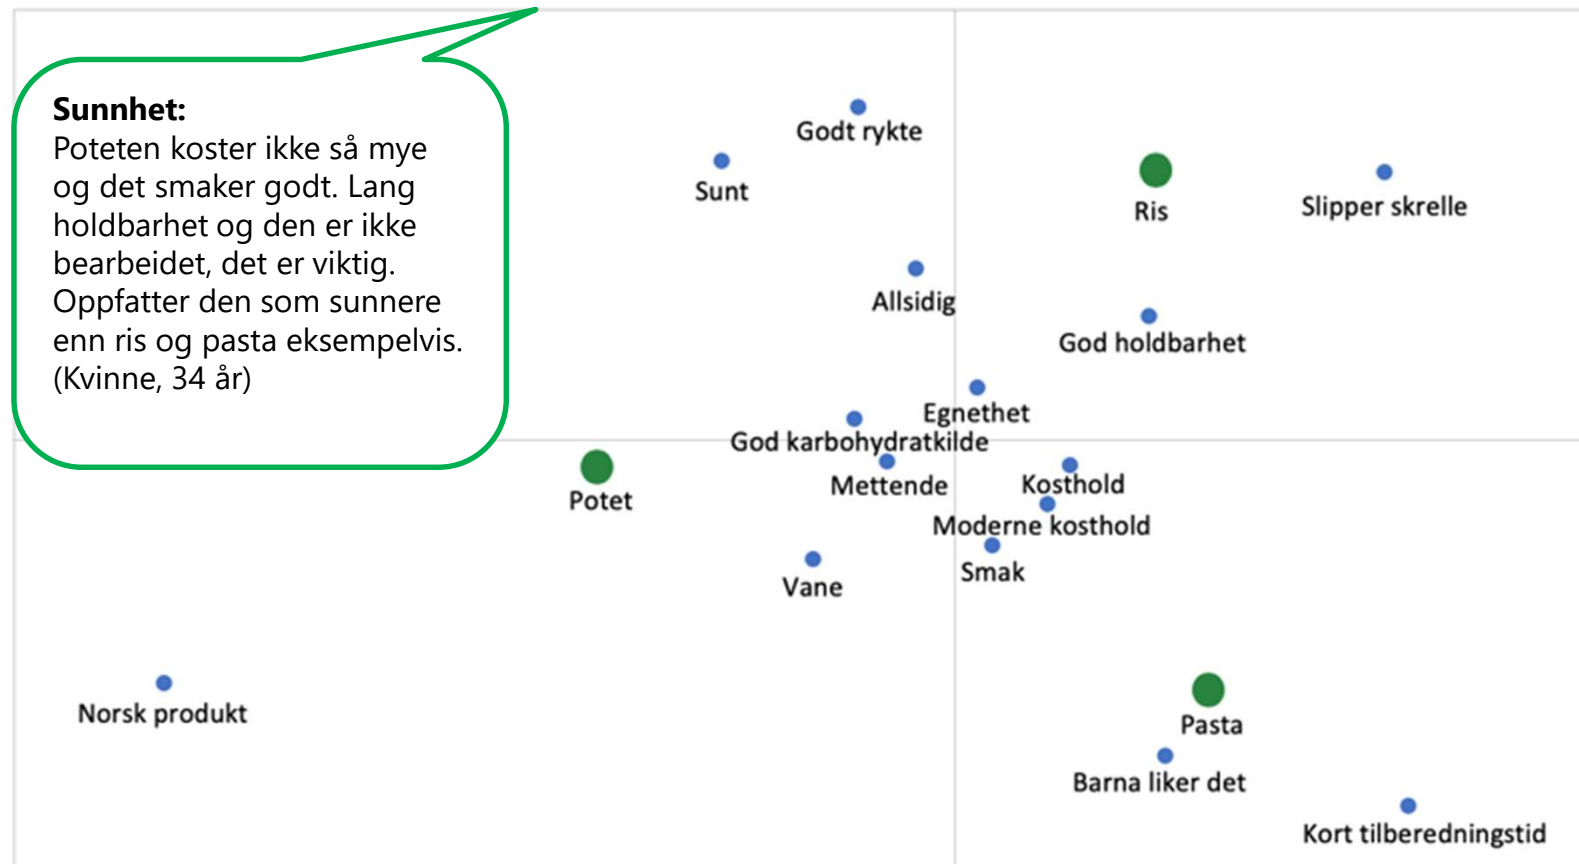 Sunnhet:
Poteten koster ikke så mye
og det smaker godt. Lang
holdbarhet og den er ikke
bearbeidet, det er viktig.
Oppfatter den som sunnere
enn ris og pasta eksempelvis.
(Kvinne, 34 år)
Godt rykte
Sunt
Ris
Slipper skrelle
Allsidig
God holdbarhet
Egnethet
God karbohydratkilde
Mettende
Kosthold
Potet
Moderne kosthold
Smak
Vane
Norsk produkt
Pasta
Barna liker det
Kort tilberedningstid